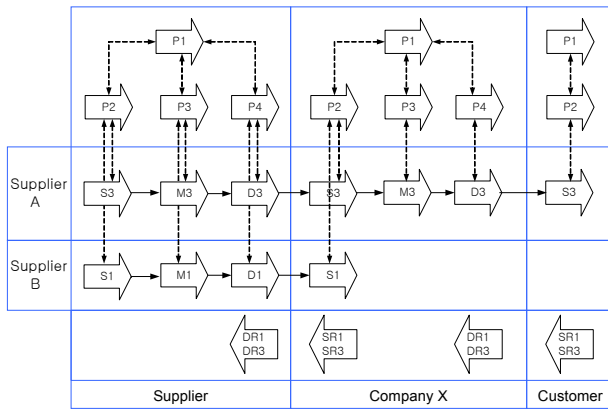 P1
P1
P1
P2
P3
P4
P2
P3
P4
P2
Supplier
A
S3
M3
D3
S3
M3
D3
S3
Supplier
B
S1
M1
D1
S1
DR1
DR3
SR1
SR3
DR1
DR3
SR1
SR3
Supplier
Company X
Customer